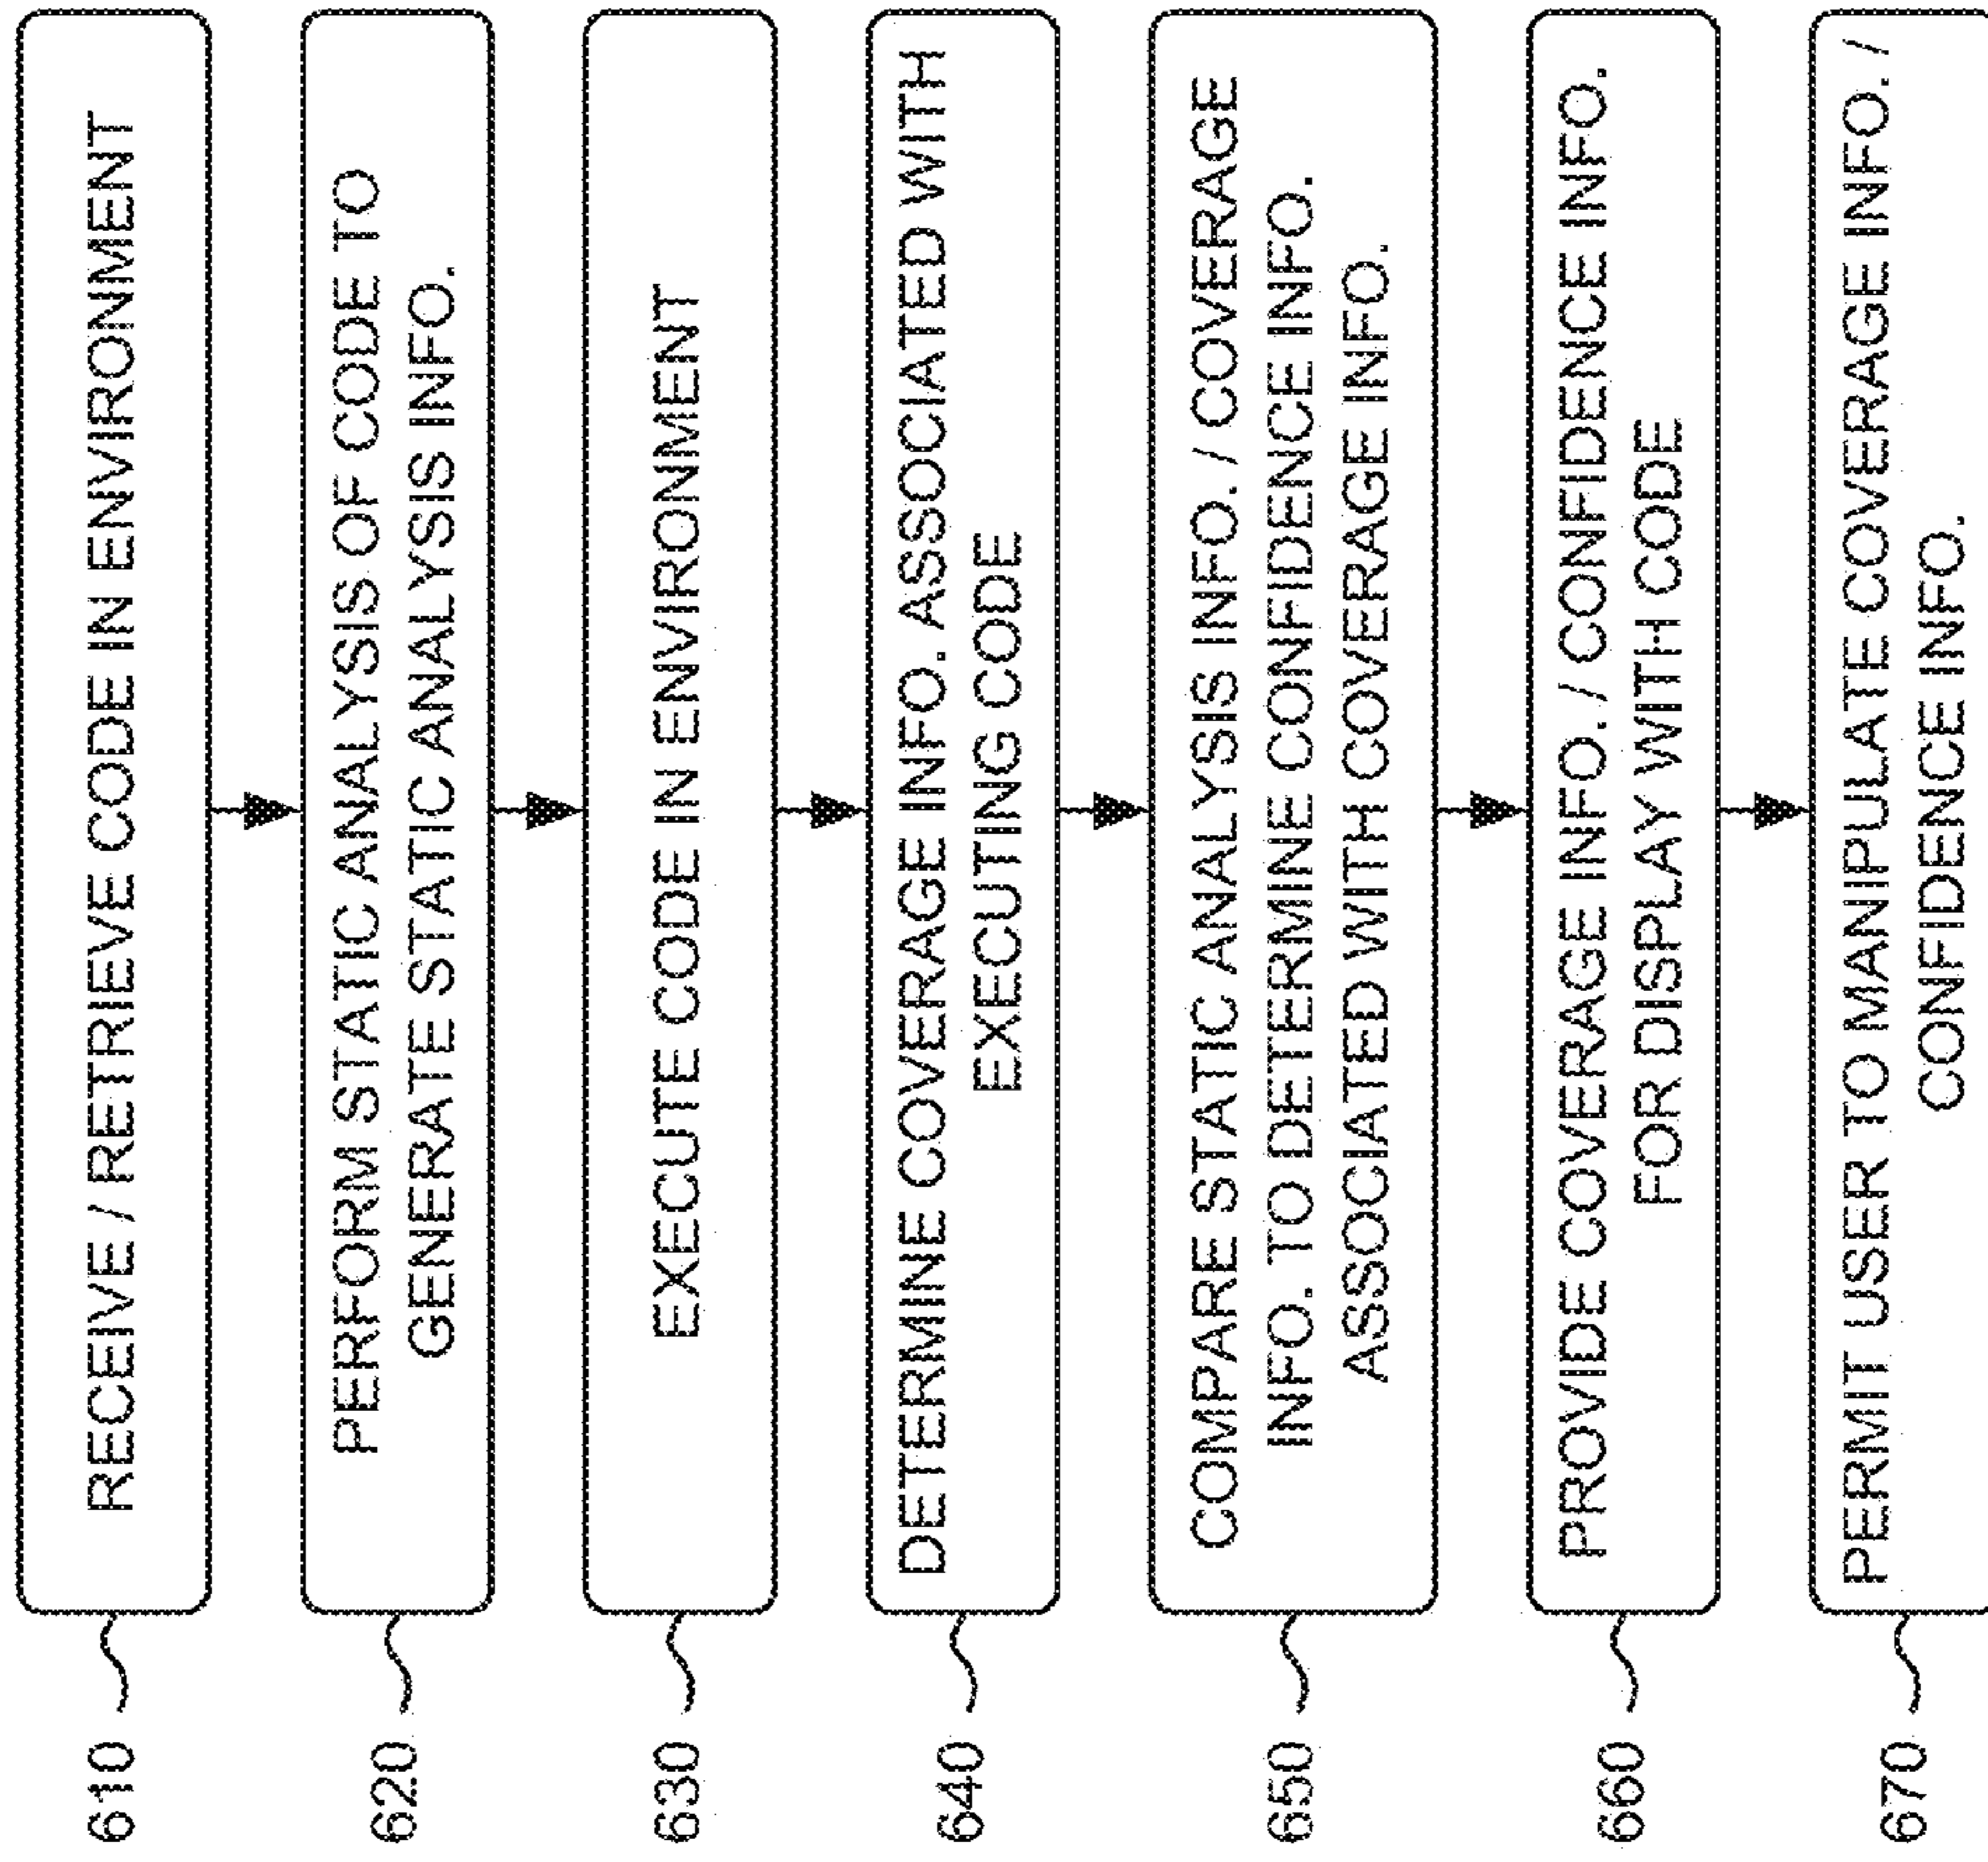 610
RECEIVE / RETRIEVE CODE IN ENVIRONMENT
620
PERFORM STATIC ANALYSIS OF CODE TO
GENERATE STATIC ANALYSIS INFO.
630
EXECUTE CODE IN ENVIRONMENT
640
DETERMINE COVERAGE INFO. ASSOCIATED WITH
EXECUTING CODE
650
COMPARE STATIC ANALYSIS INFO. / COVERAGE
INFO. TO DETERMINE CONFIDENCE INFO.
ASSOCIATED WITH COVERAGE INFO.
660
PROVIDE COVERAGE INFO. / CONFIDENCE INFO.
FOR DISPLAY WITH CODE
670
PERMIT USER TO MANIPULATE COVERAGE INFO. /
CONFIDENCE INFO.